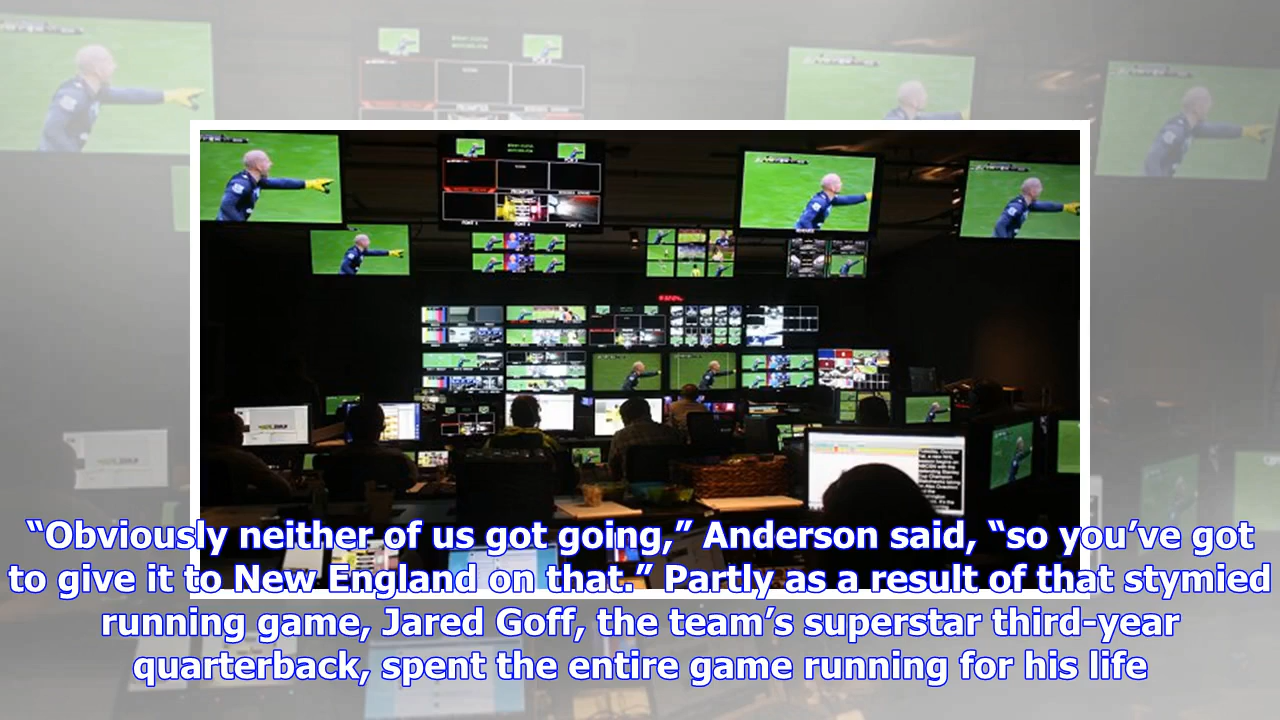 “Obviously neither of us got going,” Anderson said, “so you’ve got
to give it to New England on that.” Partly as a result of that stymied
running game, Jared Goff, the team’s superstar third-year
quarterback, spent the entire game running for his life